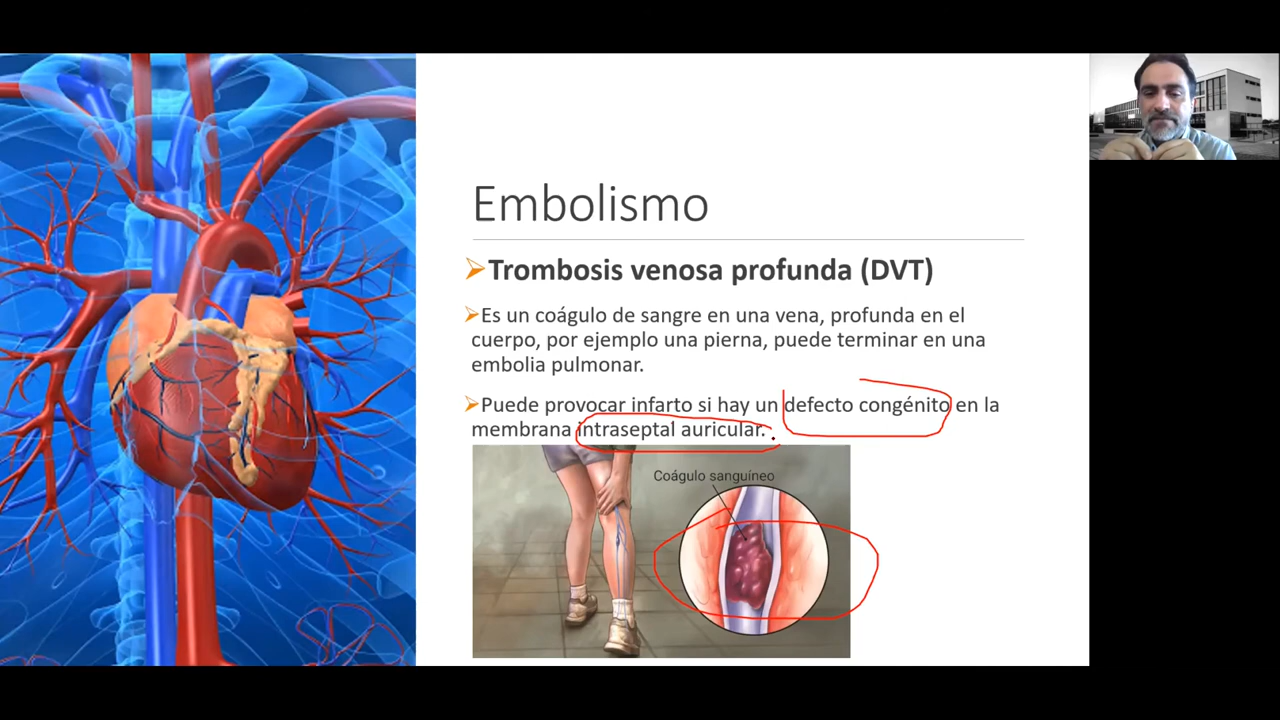 Embolismo
Trombosis venosa profunda (DVT)
Es un coágulo de sangre en una vena, profunda en el
cuerpo, por ejemplo una pierna, puede terminar en una
embolia pulmonar.
Puede provocar infarto si hay un defecto congénito en la
membrana intraseptal auricular.
Coágulo sanguíneo